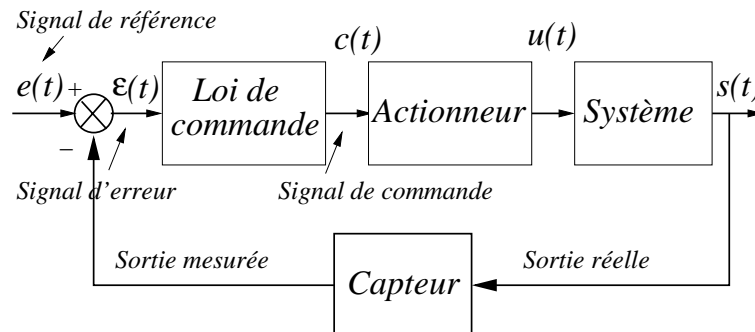 Signal de référence
c(t)
u(t)
e(t) +
ε(t)
Loi de
commande
Actionneur
Système
s(t)
−
Signal d'erreur
Signal de commande
Sortie mesurée
Capteur
Sortie réelle